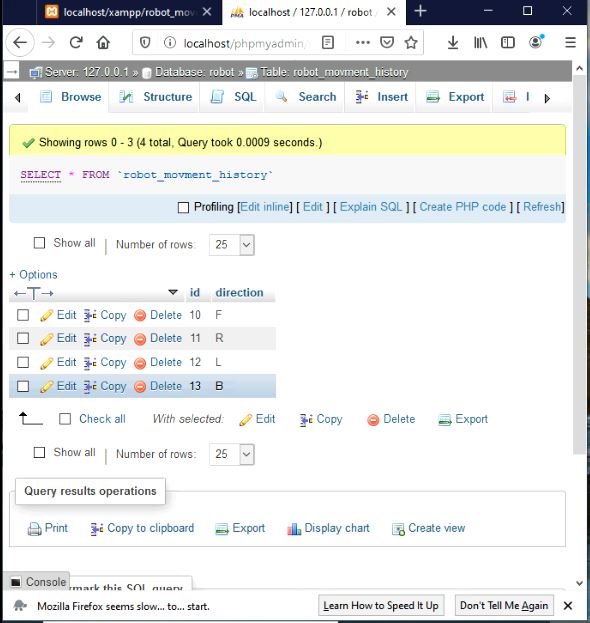 localhost/xampp/robot_mov
localhost / 127.0.0.1 / robot
localhost/phpmyadmin
Server: 127.0.0.1 » Database: robot » Table: robot_movment_history
Browse Structure SQL Search Insert Export I
Showing rows 0 - 3 (4 total, Query took 0.0009 seconds.)
SELECT * FROM `robot_movment_history`
Profiling [Edit inline] [ Edit ] [ Explain SQL ] [ Create PHP code ] [ Refresh]
Show all | Number of rows: 25
+ Options
←T→ id direction
Edit Copy Delete 10 F
Edit Copy Delete 11 R
Edit Copy Delete 12 L
Edit Copy Delete 13 B
Check all With selected: Edit Copy Delete Export
Show all | Number of rows: 25
Query results operations
Print Copy to clipboard Export Display chart Create view
Console
mark this SQL query
Mozilla Firefox seems slow... to... start. Learn How to Speed It Up Don't Tell Me Again